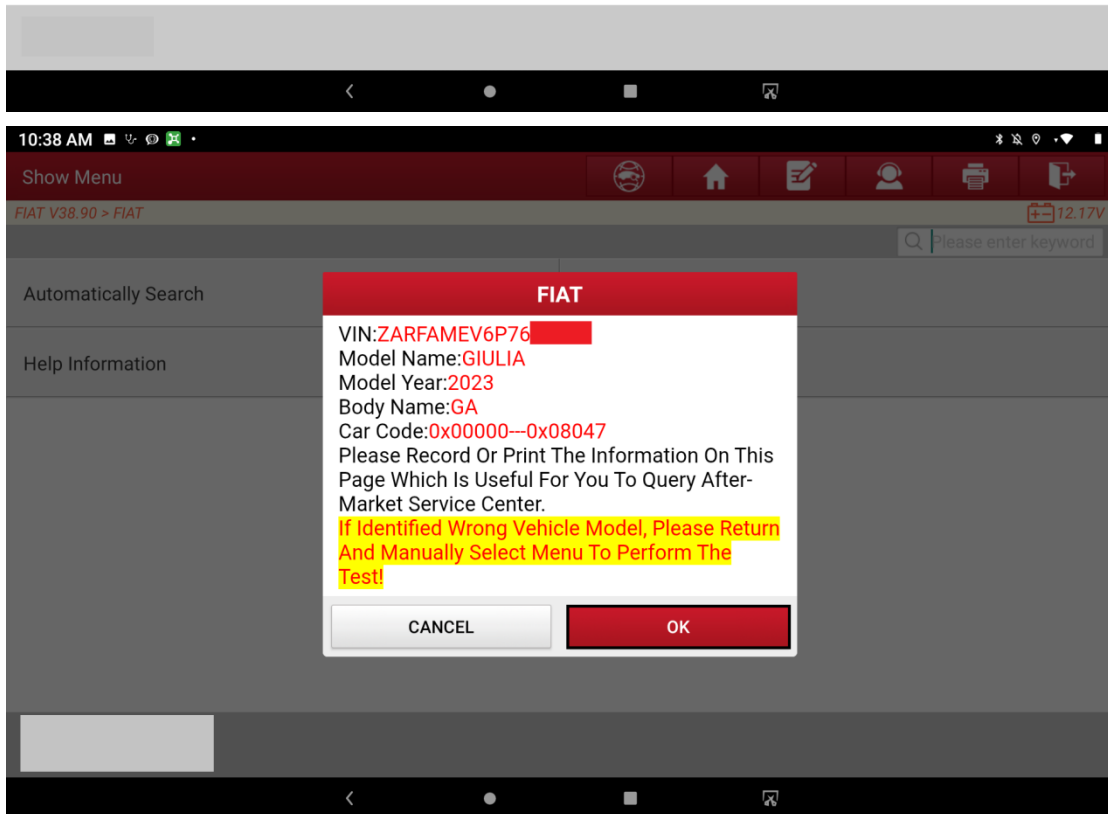 10:38 AM
Show Menu
FIAT V38.90 > FIAT
12.17V
Please enter keyword
Automatically Search
Help Information
FIAT
VIN:ZARFAMEV6P76
Model Name:GIULIA
Model Year:2023
Body Name:GA
Car Code:0x00000---0x08047
Please Record Or Print The Information On This
Page Which Is Useful For You To Query After-
Market Service Center.
If Identified Wrong Vehicle Model, Please Return
And Manually Select Menu To Perform The
Test!
CANCEL
OK